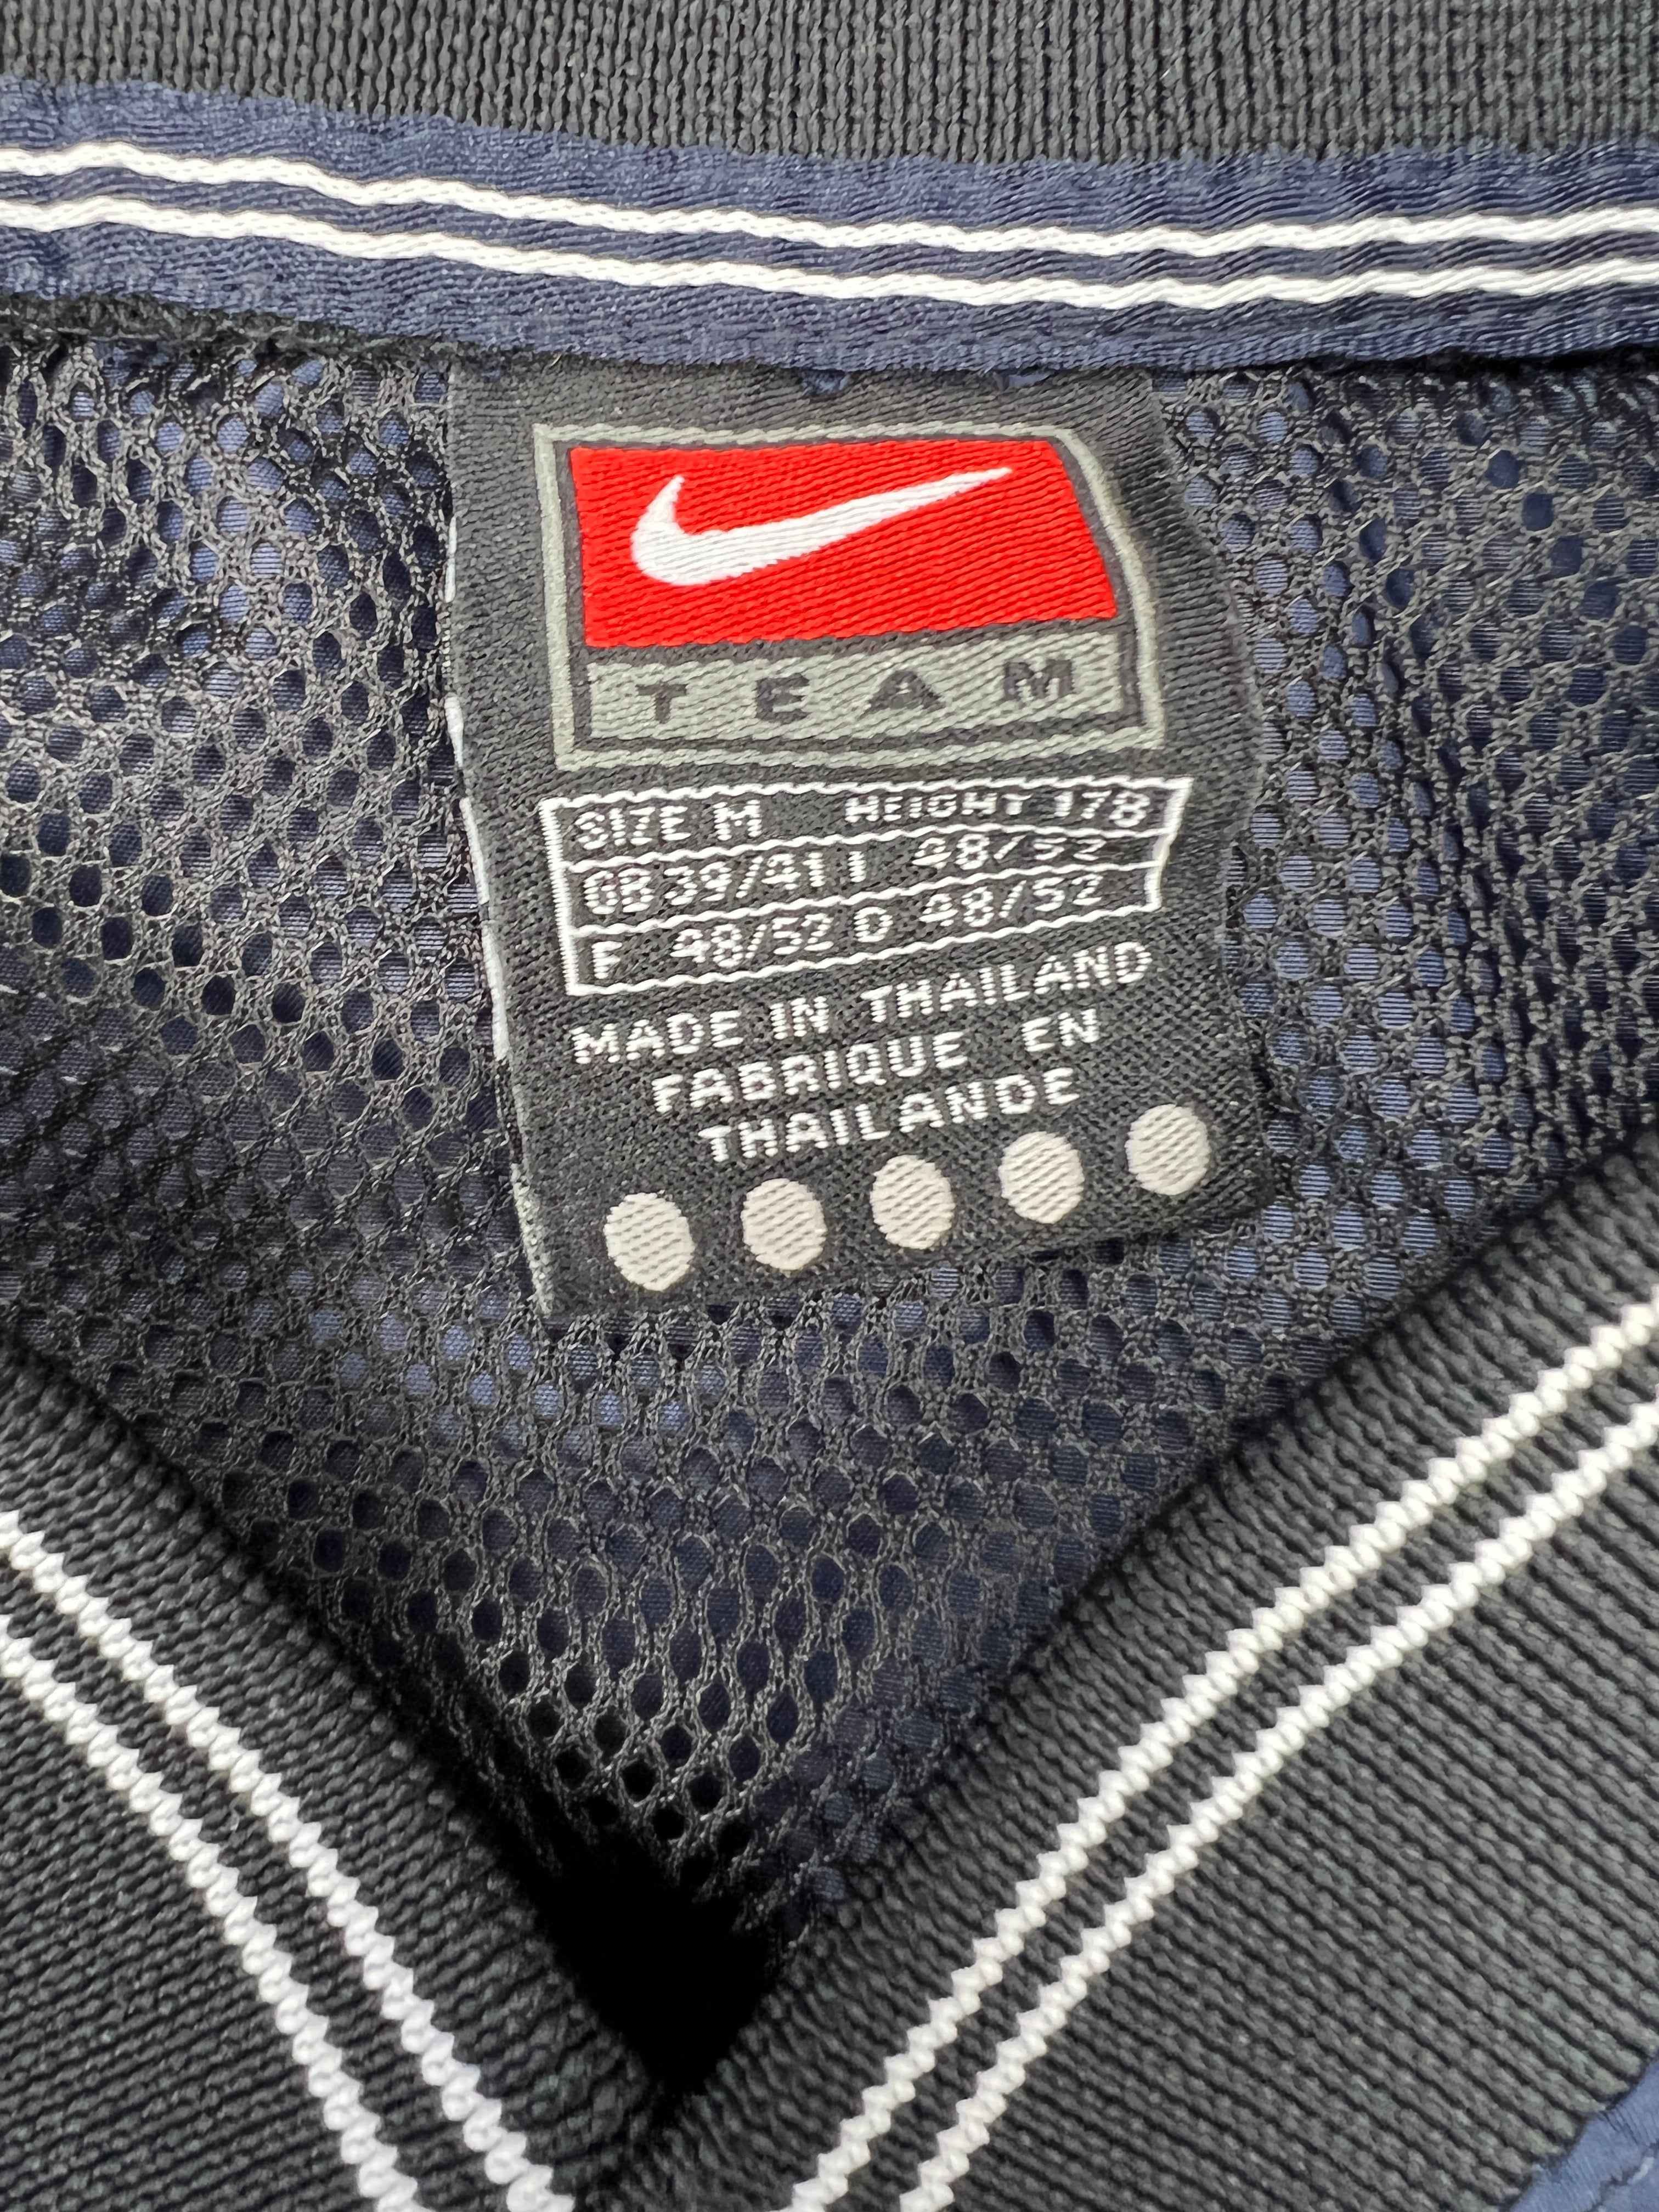 TEAM
SIZE M HEIGHT 178
GB 39/41 I 48/52
F 48/52 D 48/52
MADE IN THAILAND
FABRIQUE EN
THAILANDE